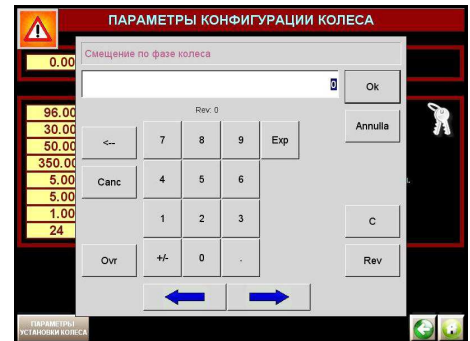 ПАРАМЕТРЫ КОНФИГУРАЦИИ КОЛЕСА
Смещение по фазе колеса
0.00
0
Ok
Rev: 0
96.00
30.00
50.00
350.00
5.00
5.00
1.00
24
Annulla
<--
7
8
9
Exp
Canc
4
5
6
1
2
3
C
Ovr
+/-
0
.
Rev
ПАРАМЕТРЫ
УСТАНОВКИ КОЛЕСА